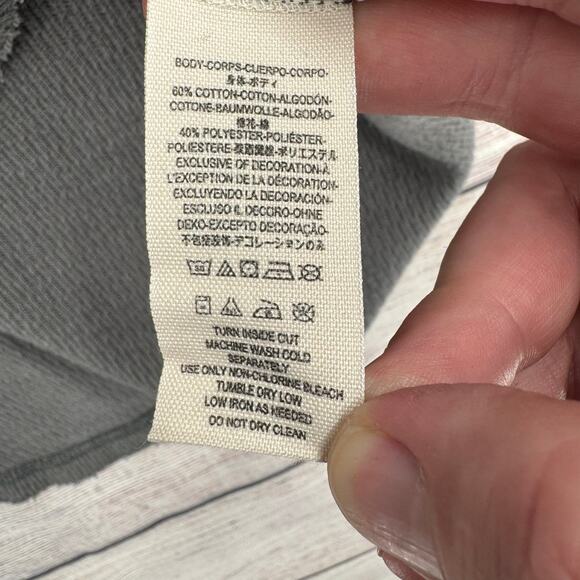 BODY-CORPS-CUERPO-CORPO-
身体-ボディ
60% COTTON-COTON-ALGODÓN-
COTONE-BAUMWOLLE-ALGODÃO-
棉花-綿
40% POLYESTER-POLIÉSTER-
POLIESTERE-聚酯纖維-ポリエステル
EXCLUSIVE OF DECORATION-À
L'EXCEPTION DE LA DÉCORATION-
EXCLUYENDO LA DECORACIÓN-
ESCLUSO IL DECORO-OHNE
DEKO-EXCEPTO DECORAÇÃO-
不包括裝飾-デコレーションのみ
30
TURN INSIDE OUT
MACHINE WASH COLD
SEPARATELY
USE ONLY NON-CHLORINE BLEACH
TUMBLE DRY LOW
LOW IRON AS NEEDED
DO NOT DRY CLEAN